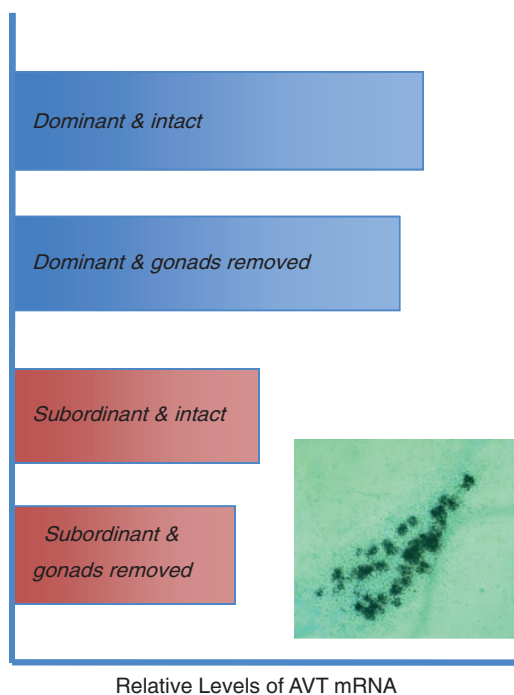 Dominant & intact
Dominant & gonads removed
Subordinant & intact
Subordinant &
gonads removed
Relative Levels of AVT mRNA